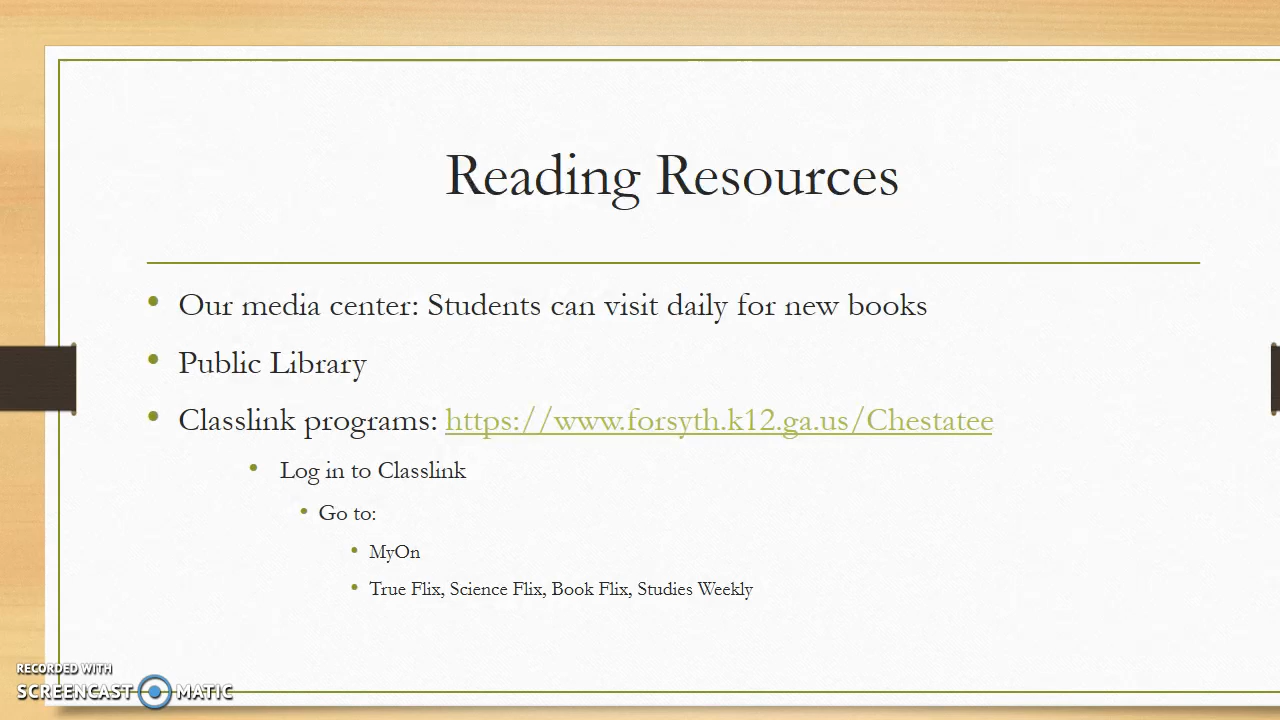 Reading Resources
• Our media center: Students can visit daily for new books
• Public Library
• Classlink programs: https://www.forsyth.k12.ga.us/Chestatee
• Log in to Classlink
• Go to:
• MyOn
• True Flix, Science Flix, Book Flix, Studies Weekly
RECORDED WITH
SCREENCAST MATIC